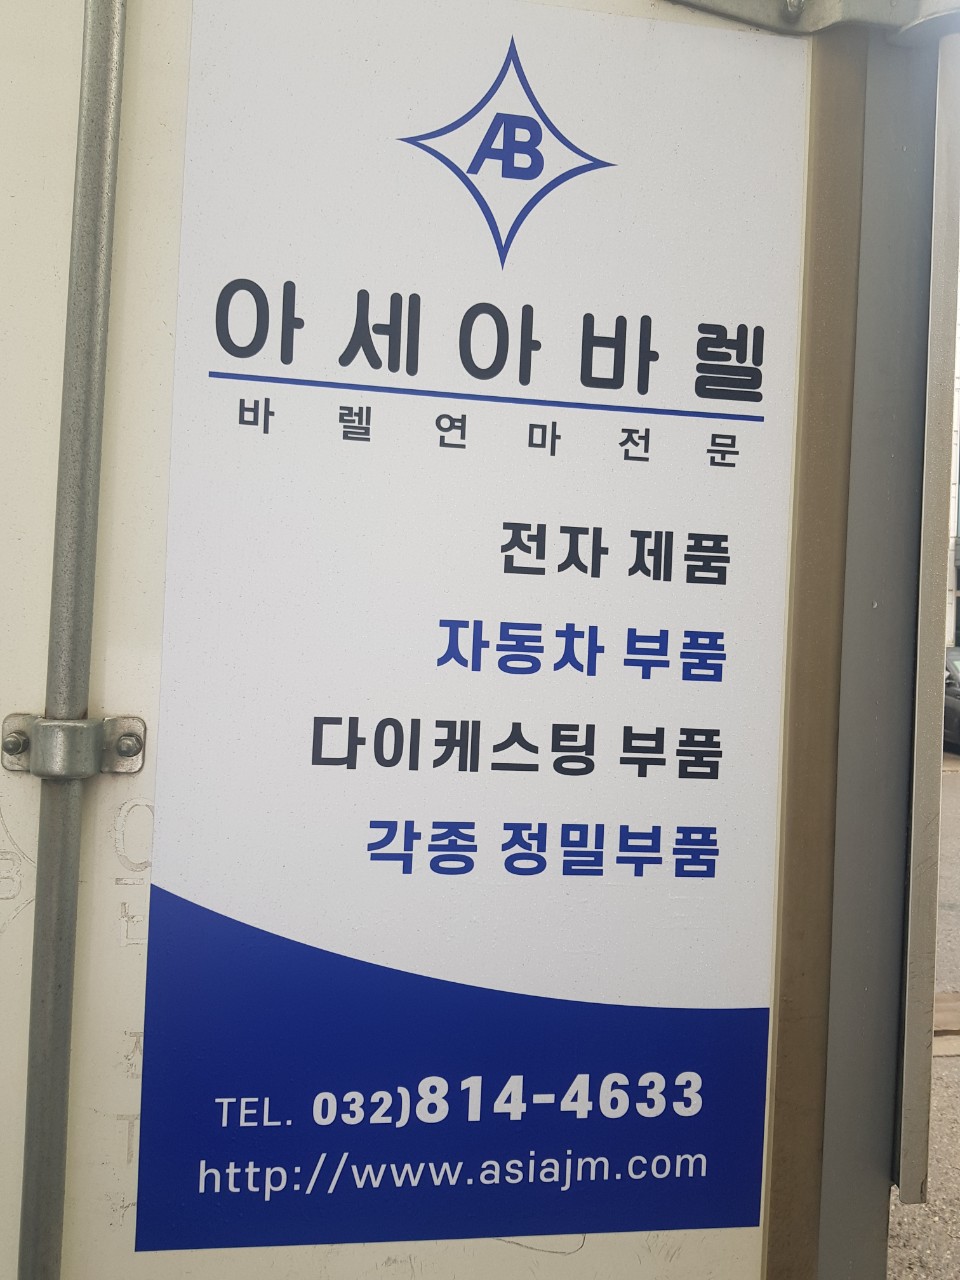 AB
아세아바렐
바렐연마전문
전자 제품
자동차 부품
다이케스팅 부품
각종 정밀부품
TEL. 032)814-4633
http://www.asiajm.com